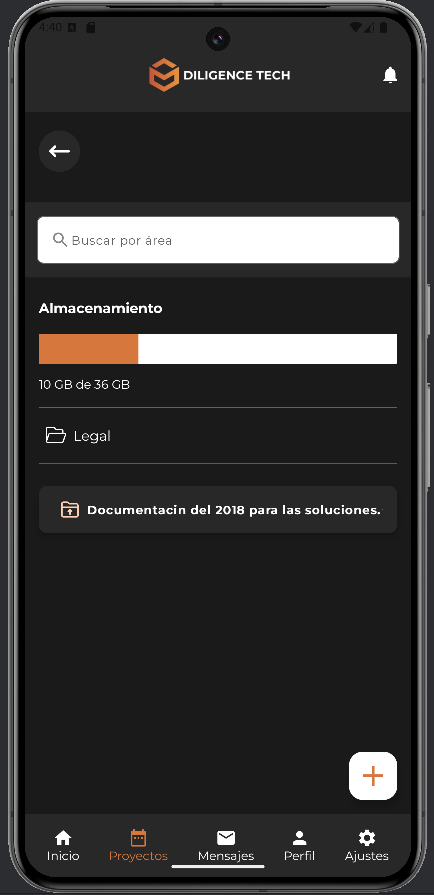 4:40
DILIGENCE TECH
Buscar por área
Almacenamiento
10 GB de 36 GB
Legal
Documentacin del 2018 para las soluciones.
Inicio
Proyectos
Mensajes
Perfil
Ajustes